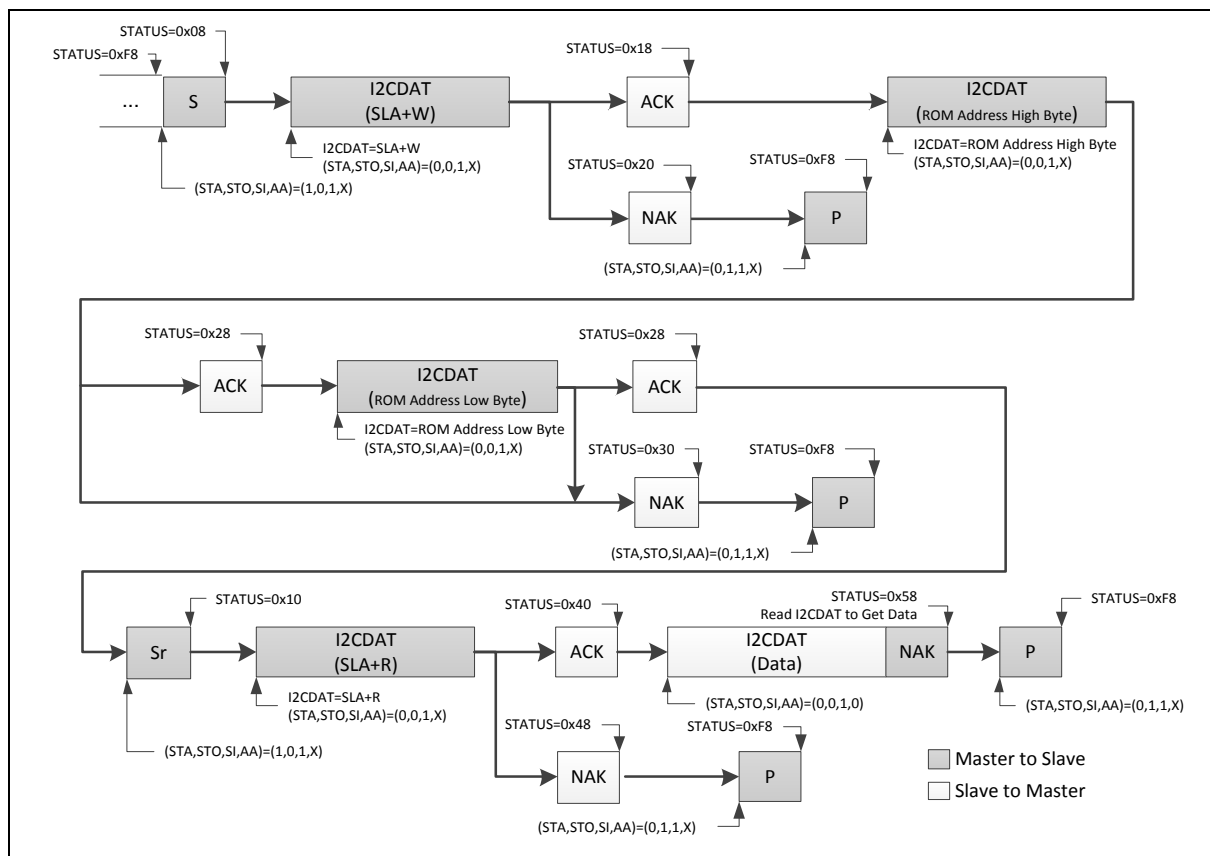 STATUS=0x08
STATUS=0xF8
...
S
I2CDAT
(SLA+W)
I2CDAT=SLA+W
(STA,STO,SI,AA)=(0,0,1,X)
(STA,STO,SI,AA)=(1,0,1,X)
STATUS=0x18
ACK
I2CDAT
(ROM Address High Byte)
I2CDAT=ROM Address High Byte
(STA,STO,SI,AA)=(0,0,1,X)
STATUS=0x20
NAK
STATUS=0xF8
P
(STA,STO,SI,AA)=(0,1,1,X)
STATUS=0x28
ACK
I2CDAT
(ROM Address Low Byte)
I2CDAT=ROM Address Low Byte
(STA,STO,SI,AA)=(0,0,1,X)
STATUS=0x28
ACK
STATUS=0x30
NAK
STATUS=0xF8
P
(STA,STO,SI,AA)=(0,1,1,X)
STATUS=0x10
Sr
(STA,STO,SI,AA)=(1,0,1,X)
I2CDAT
(SLA+R)
I2CDAT=SLA+R
(STA,STO,SI,AA)=(0,0,1,X)
STATUS=0x40
ACK
I2CDAT
(Data)
(STA,STO,SI,AA)=(0,0,1,0)
STATUS=0x58
Read I2CDAT to Get Data
NAK
STATUS=0xF8
P
(STA,STO,SI,AA)=(0,1,1,X)
STATUS=0x48
NAK
STATUS=0xF8
P
(STA,STO,SI,AA)=(0,1,1,X)
Master to Slave
Slave to Master